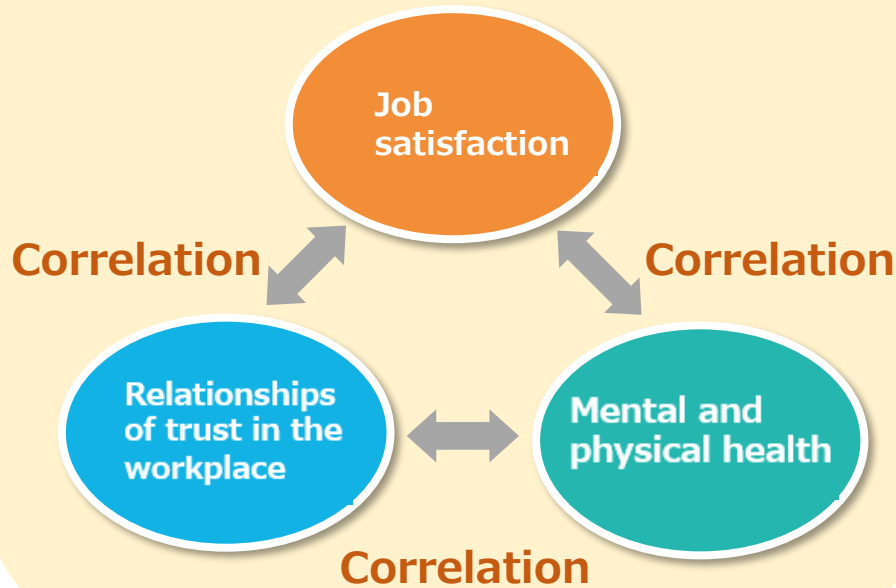 Job
satisfaction
Correlation
Correlation
Relationships
of trust in the
workplace
Mental and
physical health
Correlation